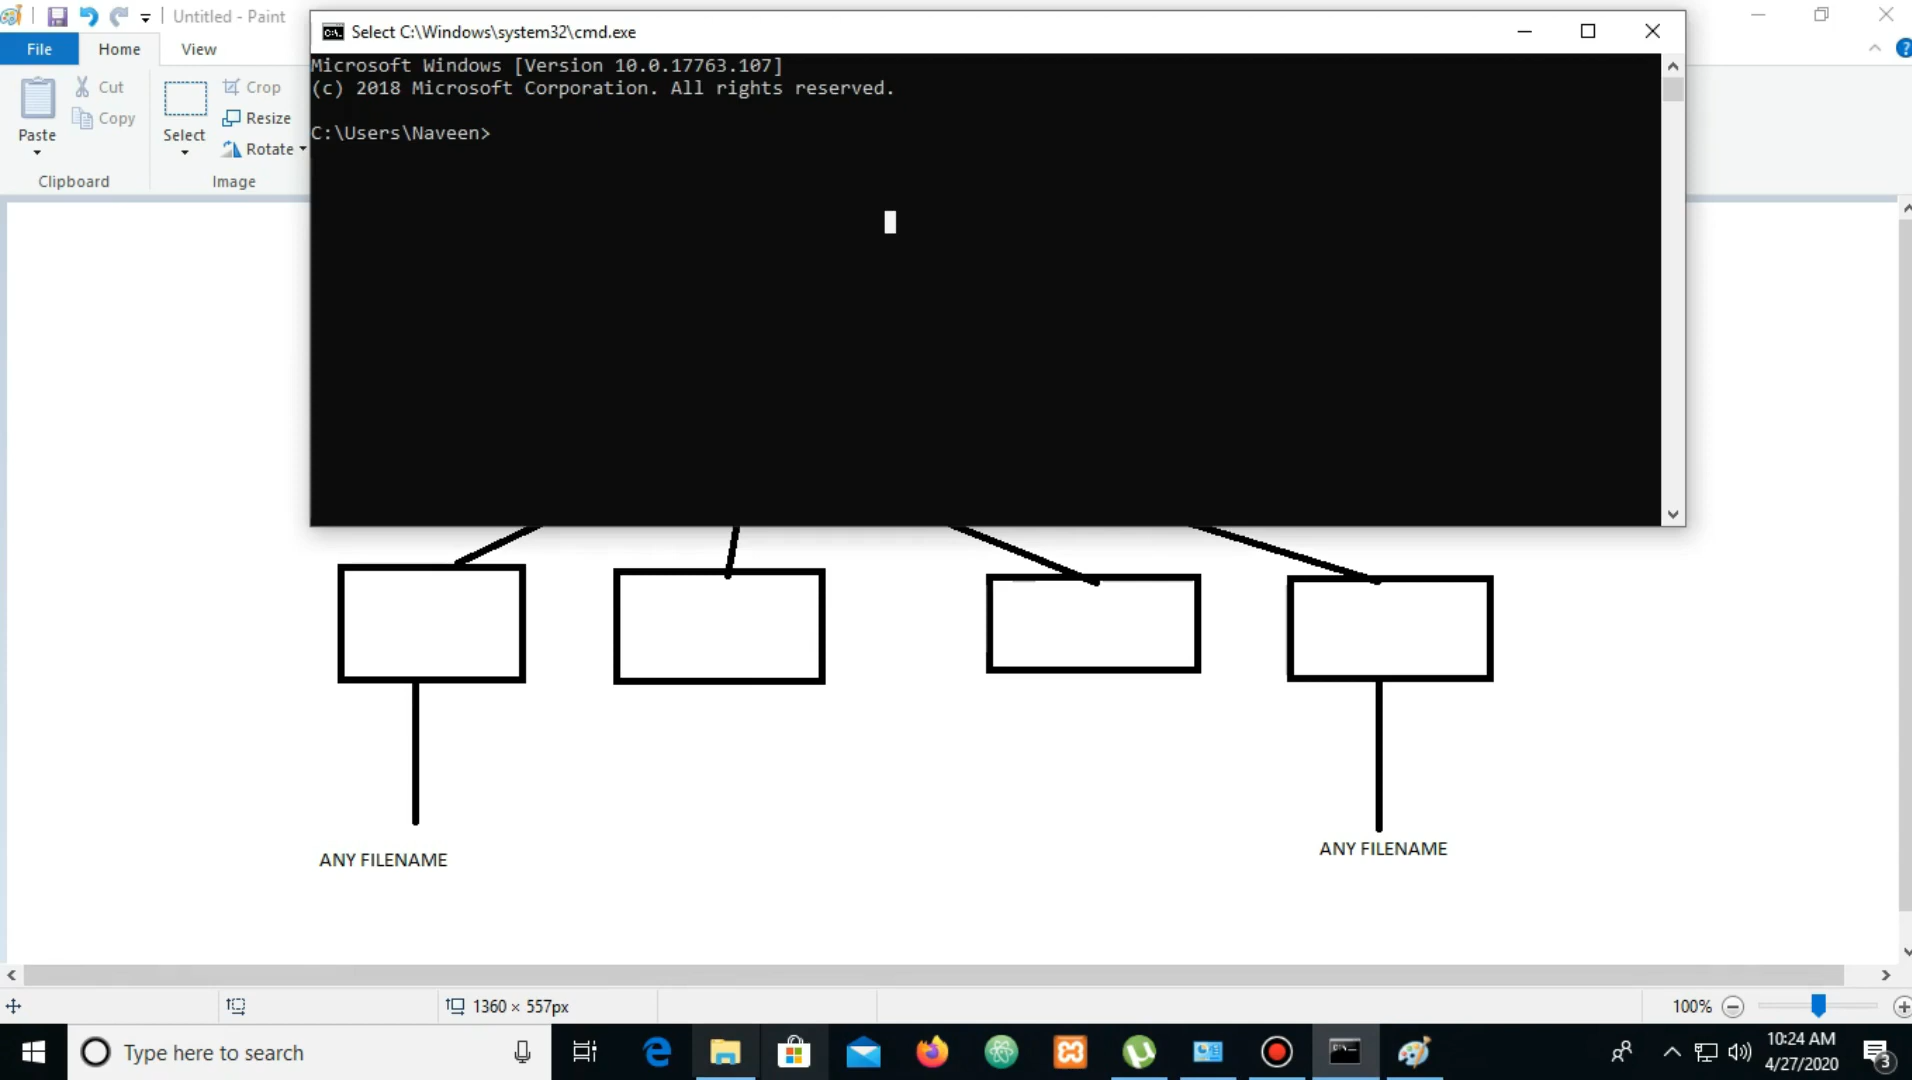 Untitled - Paint
File Home View
Paste
Cut
Copy
Clipboard
Select
Crop
Resize
Rotate
Image
Select C:\Windows\system32\cmd.exe
Microsoft Windows [Version 10.0.17763.107]
(c) 2018 Microsoft Corporation. All rights reserved.
C:\Users\Naveen>
ANY FILENAME
ANY FILENAME
1360 × 557px
100%
Type here to search
10:24 AM
4/27/2020
3